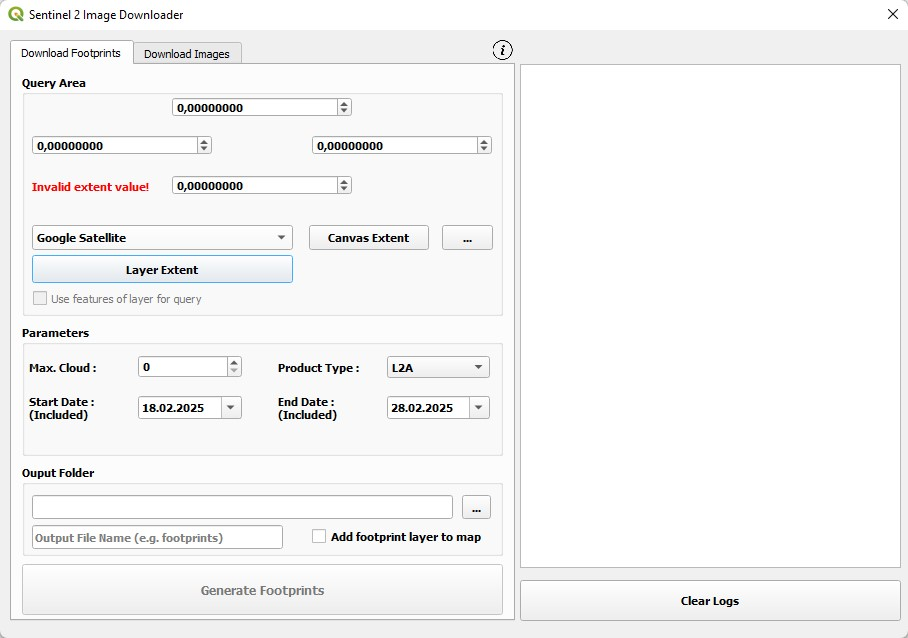 Sentinel 2 Image Downloader
Download Footprints
Download Images
i
Query Area
0,00000000
0,00000000
0,00000000
Invalid extent value!
0,00000000
Google Satellite
Canvas Extent
...
Layer Extent
Use features of layer for query
Parameters
Max. Cloud :
0
Product Type :
L2A
Start Date :
(Included)
18.02.2025
End Date :
(Included)
28.02.2025
Ouput Folder
...
Output File Name (e.g. footprints)
Add footprint layer to map
Generate Footprints
Clear Logs